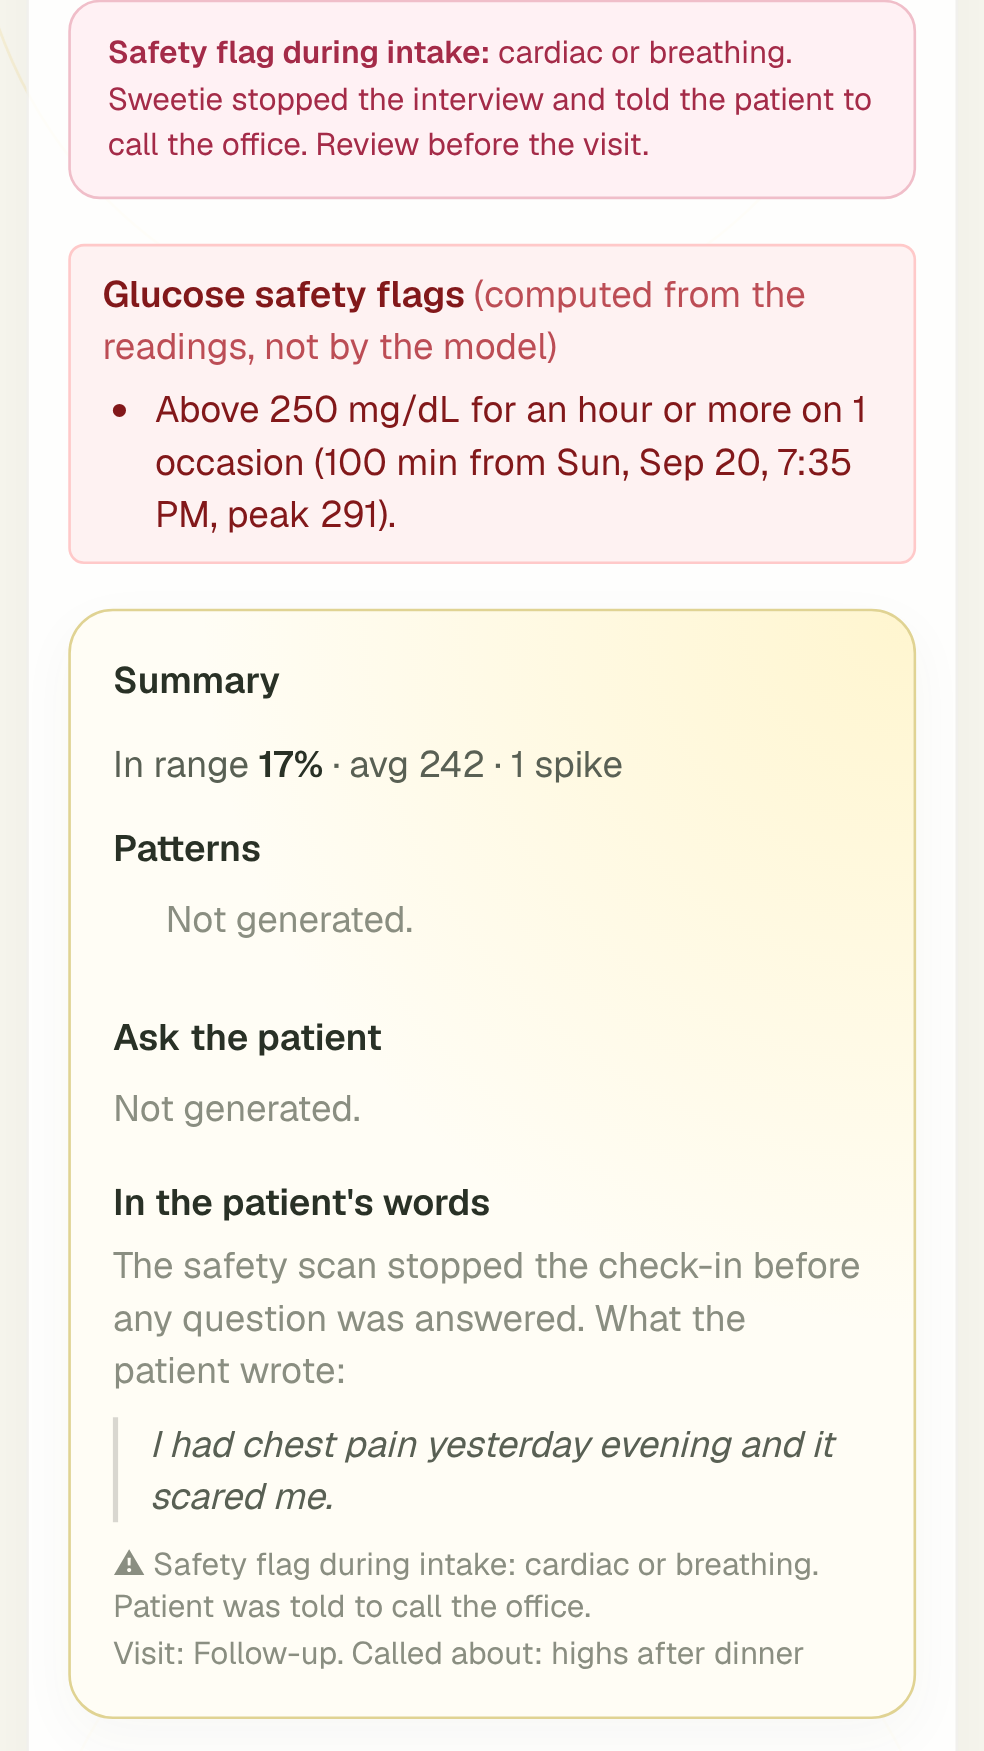 Safety flag during intake: cardiac or breathing.
Sweetie stopped the interview and told the patient to
call the office. Review before the visit.
Glucose safety flags (computed from the
readings, not by the model)
• Above 250 mg/dL for an hour or more on 1
occasion (100 min from Sun, Sep 20, 7:35
PM, peak 291).
Summary
In range 17% · avg 242 · 1 spike
Patterns
Not generated.
Ask the patient
Not generated.
In the patient's words
The safety scan stopped the check-in before
any question was answered. What the
patient wrote:
I had chest pain yesterday evening and it
scared me.
⚠ Safety flag during intake: cardiac or breathing.
Patient was told to call the office.
Visit: Follow-up. Called about: highs after dinner